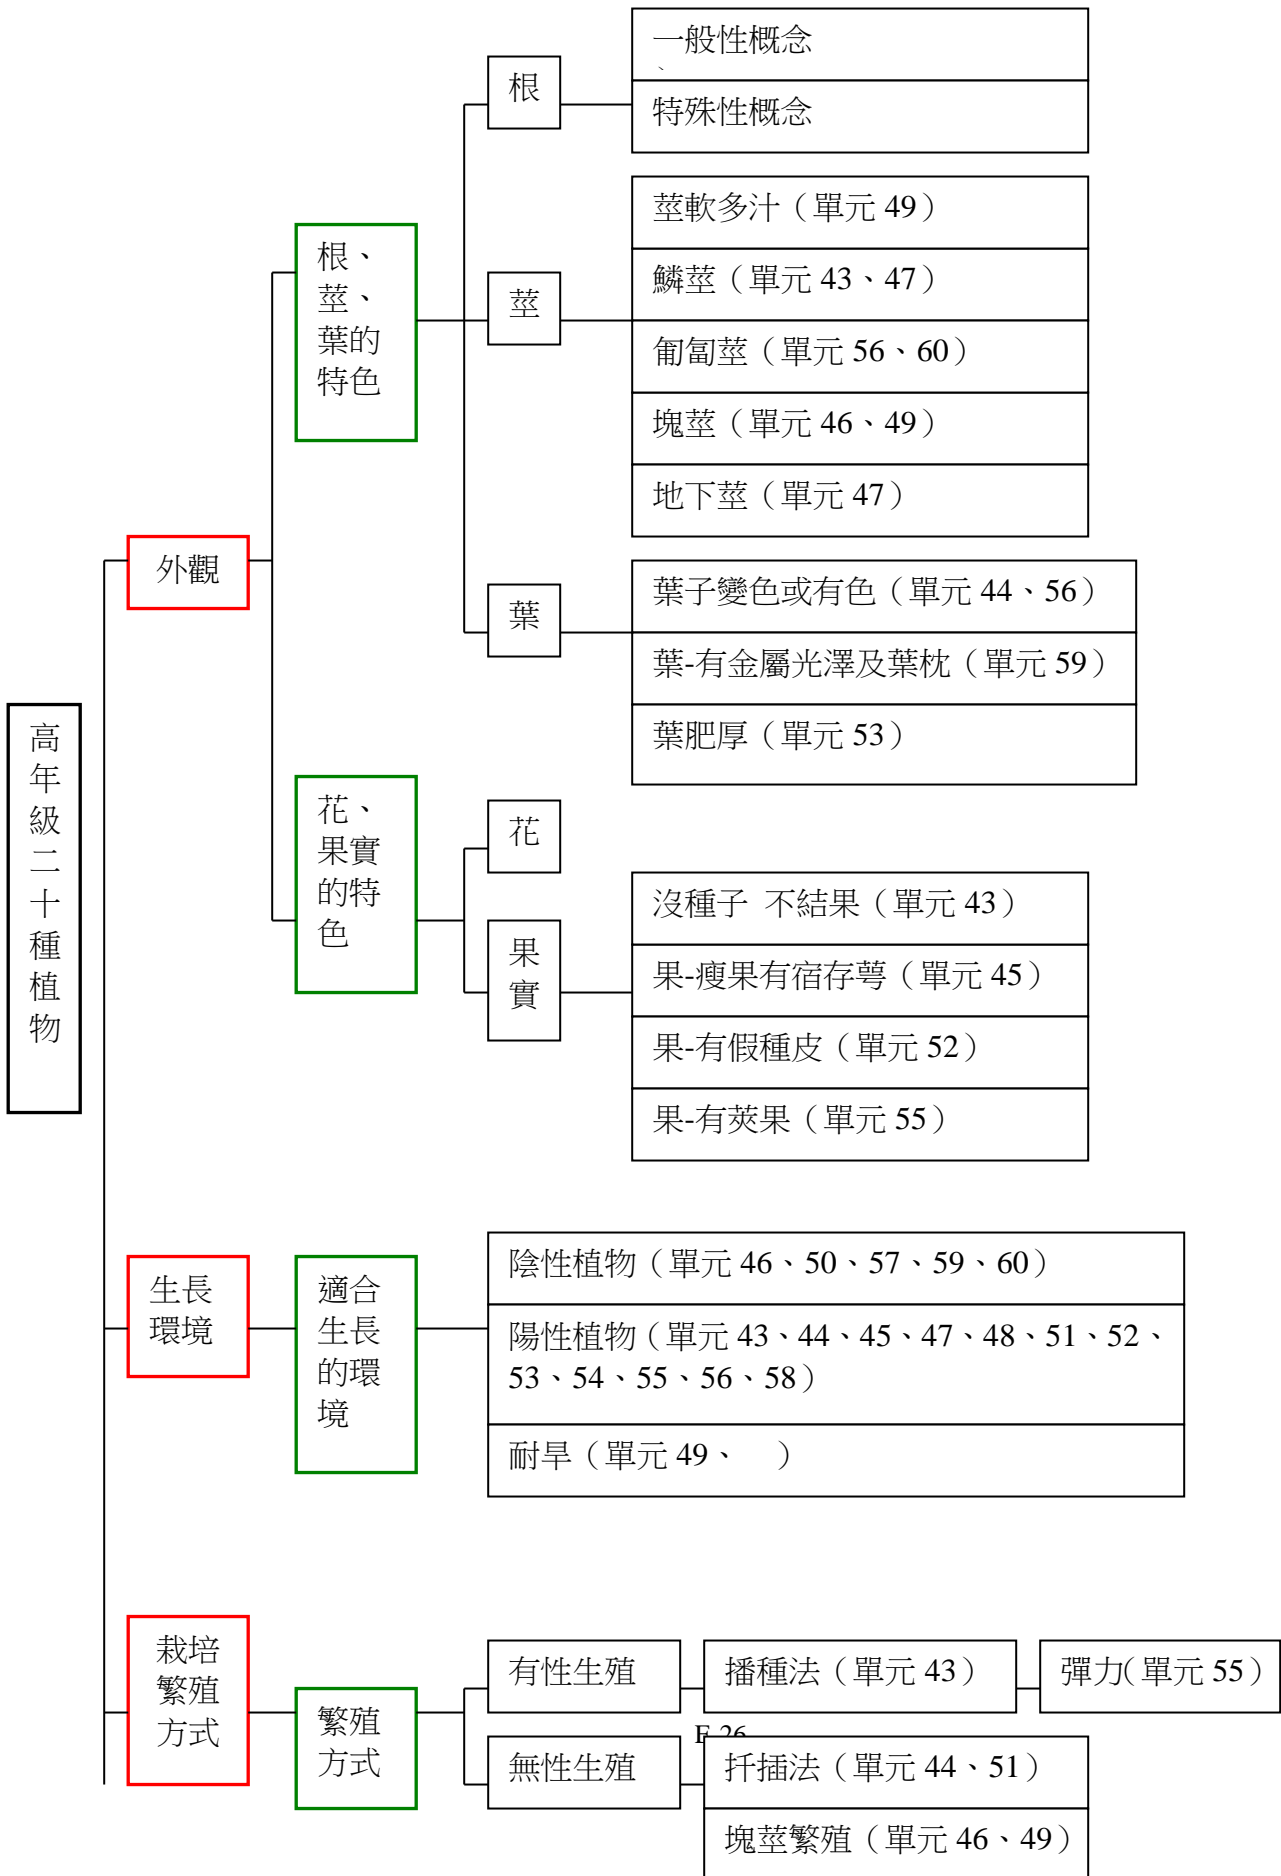 高年級二十種植物
外觀
根、
莖、
葉的
特色
根
一般性概念
、
特殊性概念
莖
莖軟多汁（單元 49）
鱗莖（單元 43、47）
匍匐莖（單元 56、60）
塊莖（單元 46、49）
地下莖（單元 47）
葉
葉子變色或有色（單元 44、56）
葉-有金屬光澤及葉枕（單元 59）
葉肥厚（單元 53）
花、
果實
的特
色
花
果
實
沒種子 不結果（單元 43）
果-瘦果有宿存萼（單元 45）
果-有假種皮（單元 52）
果-有莢果（單元 55）
生長
環境
適合
生長
的環
境
陰性植物（單元 46、50、57、59、60）
陽性植物（單元 43、44、45、47、48、51、52、
53、54、55、56、58）
耐旱（單元 49、 ）
栽培
繁殖
方式
繁殖
方式
有性生殖
播種法（單元 43）
彈力(單元 55）
無性生殖
扦插法（單元 44、51）
塊莖繁殖（單元 46、49）